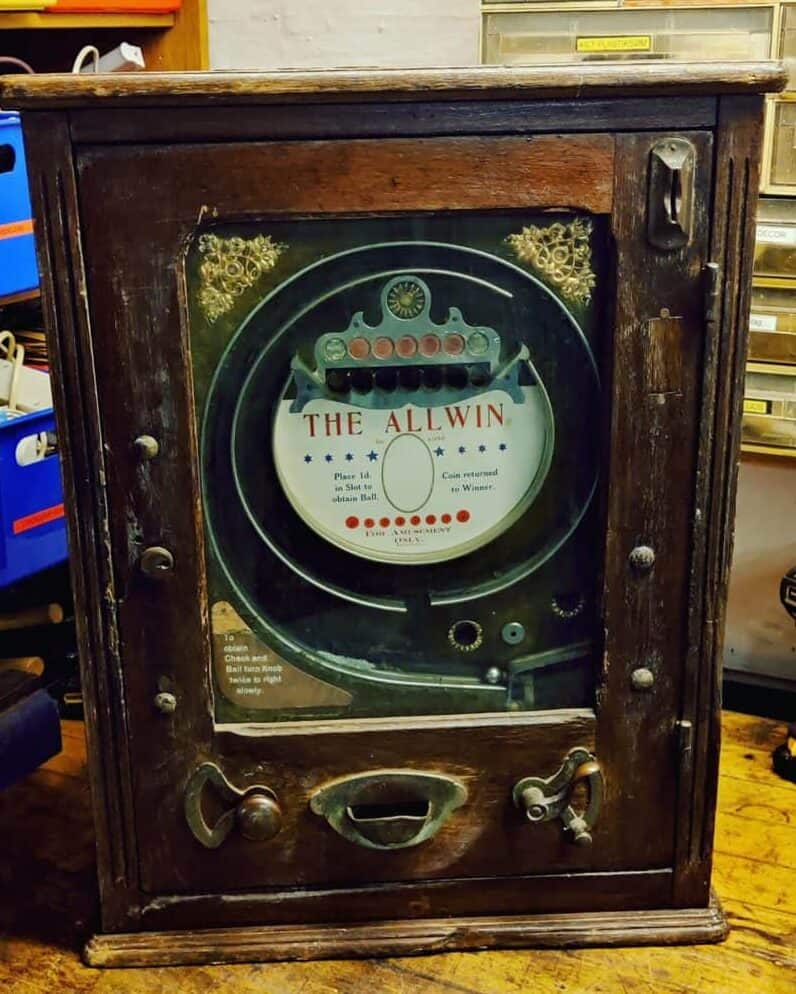 THE ALLWIN
Place 1d.
in Slot to
obtain Ball.
Coin returned
to Winner.
FOR AMUSEMENT
ONLY.
To
obtain
Check and
Ball turn Knob
twice to right
slowly.
DECOR